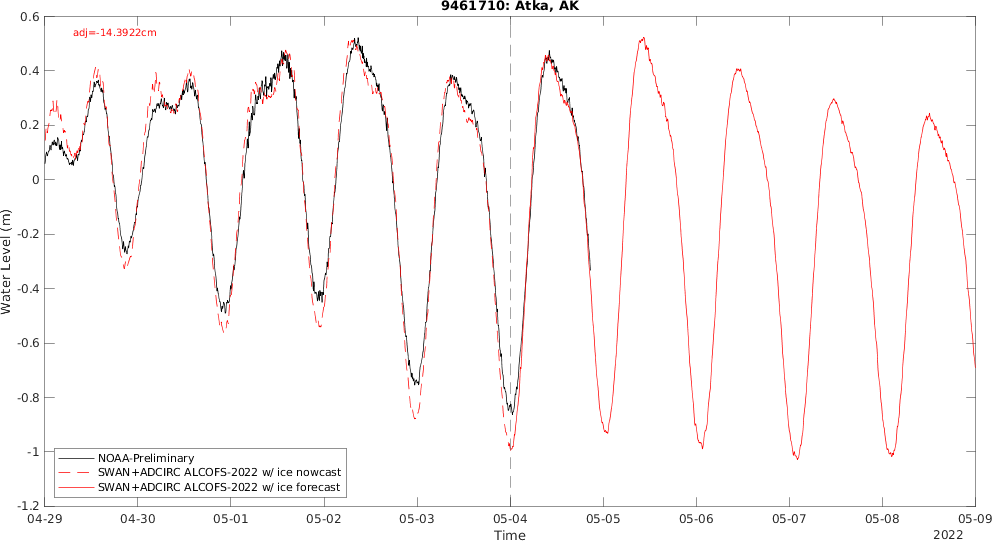 9461710: Atka, AK
adj=-14.3922cm
0.6
0.4
0.2
0
-0.2
-0.4
-0.6
-0.8
-1
-1.2
Water Level (m)
NOAA-Preliminary
SWAN+ADCIRC ALCOFS-2022 w/ice nowcast
SWAN+ADCIRC ALCOFS-2022 w/ice forecast
04-29 04-30 05-01 05-02 05-03 05-04 05-05 05-06 05-07 05-08 05-09
Time
2022